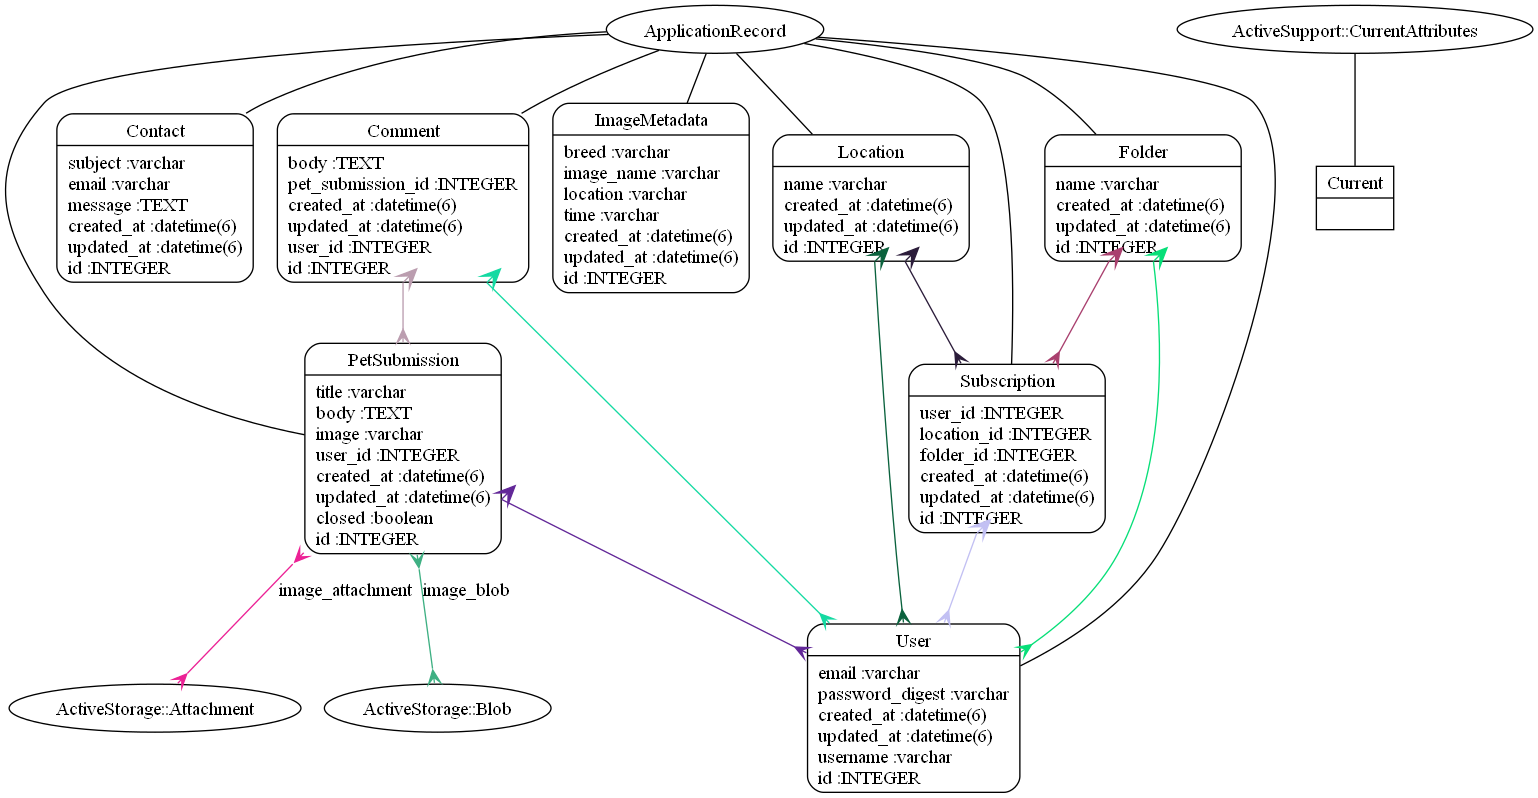 ApplicationRecord
ActiveSupport::CurrentAttributes
Contact
subject :varchar
email :varchar
message :TEXT
created_at :datetime(6)
updated_at :datetime(6)
id :INTEGER
Comment
body :TEXT
pet_submission_id :INTEGER
created_at :datetime(6)
updated_at :datetime(6)
user_id :INTEGER
id :INTEGER
ImageMetadata
breed :varchar
image_name :varchar
location :varchar
time :varchar
created_at :datetime(6)
updated_at :datetime(6)
id :INTEGER
Location
name :varchar
created_at :datetime(6)
updated_at :datetime(6)
id :INTEGER
Folder
name :varchar
created_at :datetime(6)
updated_at :datetime(6)
id :INTEGER
Current
PetSubmission
title :varchar
body :TEXT
image :varchar
user_id :INTEGER
created_at :datetime(6)
updated_at :datetime(6)
closed :boolean
id :INTEGER
Subscription
user_id :INTEGER
location_id :INTEGER
folder_id :INTEGER
created_at :datetime(6)
updated_at :datetime(6)
id :INTEGER
image_attachment
image_blob
ActiveStorage::Attachment
ActiveStorage::Blob
User
email :varchar
password_digest :varchar
created_at :datetime(6)
updated_at :datetime(6)
username :varchar
id :INTEGER